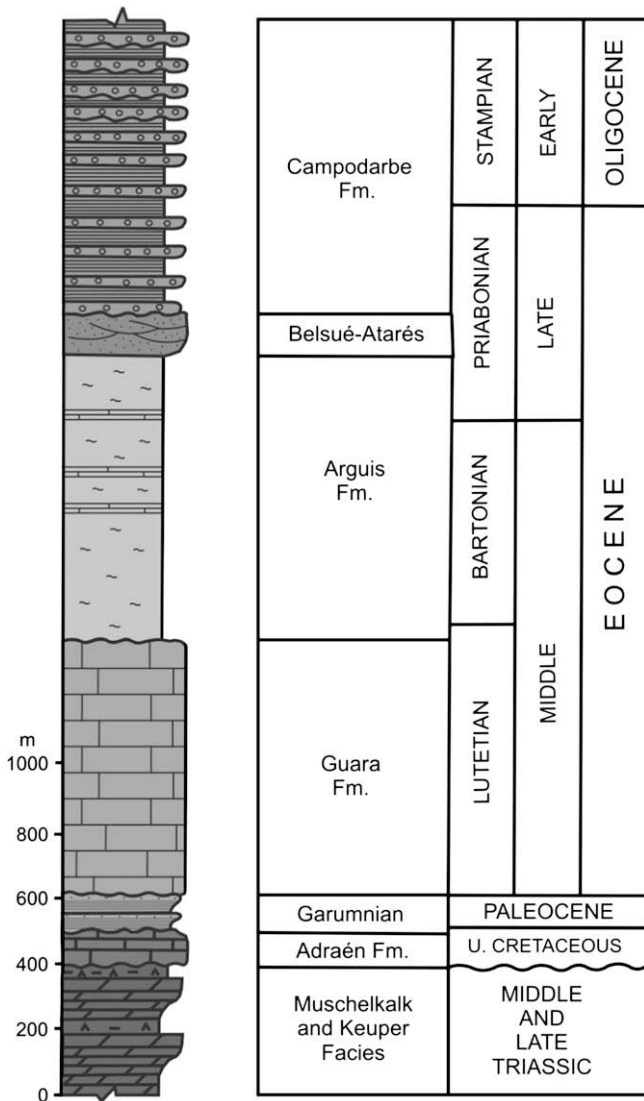 m
1000
800
600
400
200
0
Campodarbe
Fm.
Belsué-Atarés
Arguis
Fm.
Guara
Fm.
Garumnian
Adraén Fm.
Muschelkalk
and Keuper
Facies
STAMPIAN
PRIABONIAN
BARTONIAN
LUTETIAN
EARLY
LATE
MIDDLE
OLIGOCENE
EOCENE
PALEOCENE
U. CRETACEOUS
MIDDLE
AND
LATE
TRIASSIC